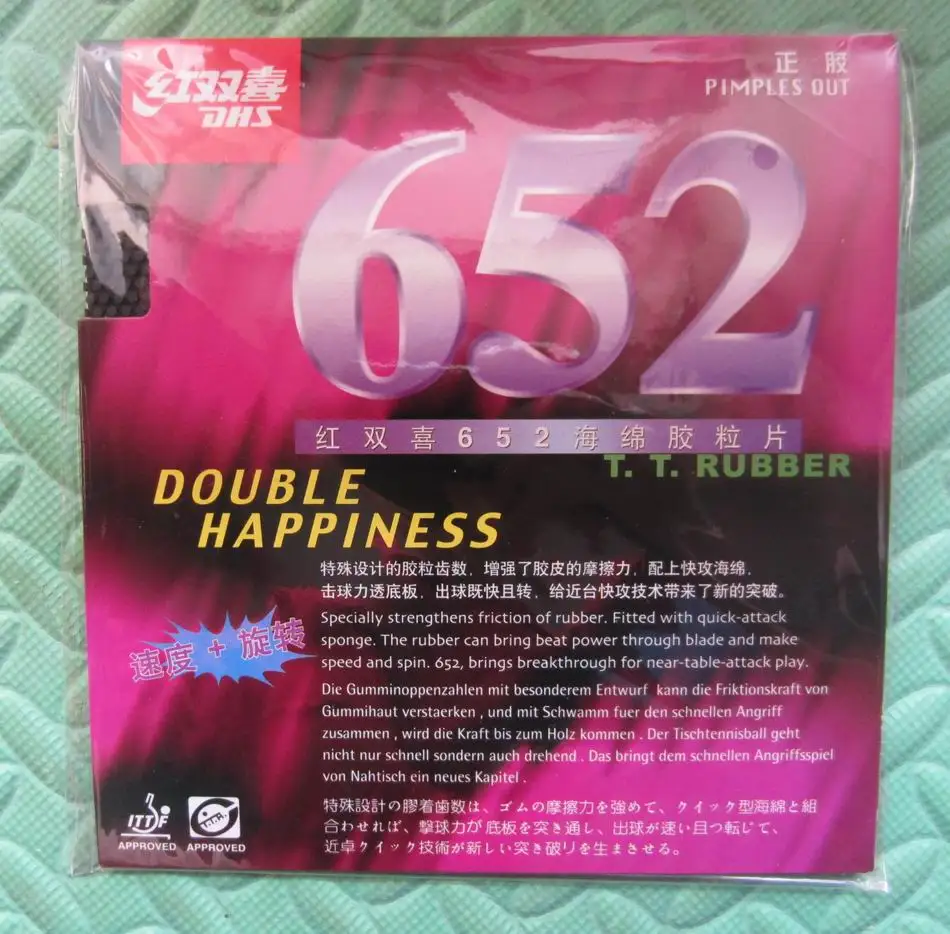 红双喜
DHS
正胶
PIMPLES OUT
652
红双喜652海绵胶粒片
T. T. RUBBER
DOUBLE
HAPPINESS
特殊设计的胶粒齿数，增强了胶皮的摩擦力，配上快攻海绵，
击球力透底板，出球既快且转，给近台快攻技术带来了新的突破。
Specially strengthens friction of rubber. Fitted with quick-attack
sponge. The rubber can bring beat power through blade and make
speed and spin. 652, brings breakthrough for near-table-attack play.
速度 + 旋转
Die Gumminoppenzahlen mit besonderem Entwurf kann die Friktionskraft von
Gummihaut verstaerken , und mit Schwamm fuer den schnellen Angriff
zusammen , wird die Kraft bis zum Holz kommen . Der Tischtennisball geht
nicht nur schnell sondern auch drehend . Das bringt dem schnellen Angriffsspiel
von Nahtisch ein neues Kapitel .
特殊設計の膠着歯数は、ゴムの摩擦力を強めて、クイック型海綿と組
合わせれば、撃球力が底板を突き通し、出球が速い且つ転じて、
近卓クイック技術が新しい突き破リを生まさせる。
ITTF
APPROVED
I.T.T.A.A.
APPROVED